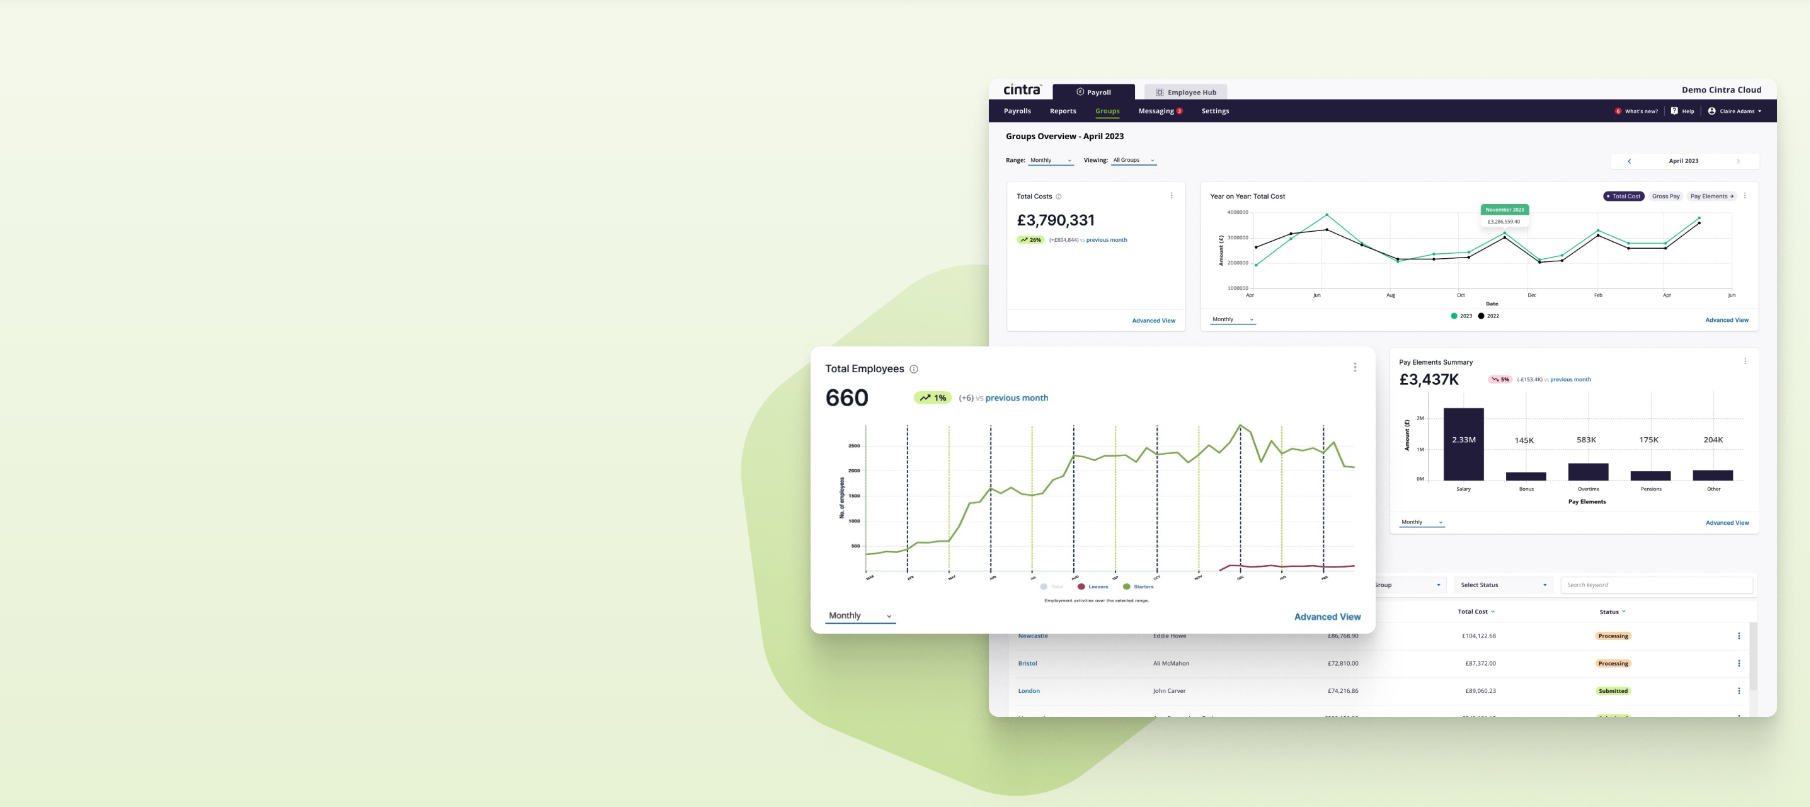 cintra
Payroll
Employee Hub
Demo Cintra Cloud
Payrolls
Reports
Groups
Messaging
Settings
What's new?
Help
Claire Adams
Groups Overview - April 2023
Range: Monthly
Viewing: All Groups
April 2023
Total Costs
£3,790,331
26%
vs previous month
Advanced View
Year on Year: Total Cost
Total Cost
Gross Pay
Pay Elements
November 2023
£3,286,559.40
Amount (£)
4000000
3000000
2000000
1000000
Apr
Jun
Aug
Oct
Dec
Feb
Apr
Jun
Date
2023
2022
Monthly
Advanced View
Total Employees
660
1%
(+6) vs previous month
No. of employees
2500
2000
1500
1000
500
Total
Leavers
Starters
Employment activities over the selected range.
Monthly
Advanced View
Pay Elements Summary
£3,437K
5%
vs previous month
Amount (£)
2M
1M
0M
2.33M
145K
583K
175K
204K
Salary
Bonus
Overtime
Pensions
Other
Pay Elements
Monthly
Advanced View
Group
Select Status
Search keyword
Total Cost
Status
Newcastle
Eddie Howe
£86,768.90
£104,122.68
Processing
Bristol
Ali McMahon
£72,810.00
£87,372.00
Processing
London
John Carver
£74,216.86
£89,060.23
Submitted